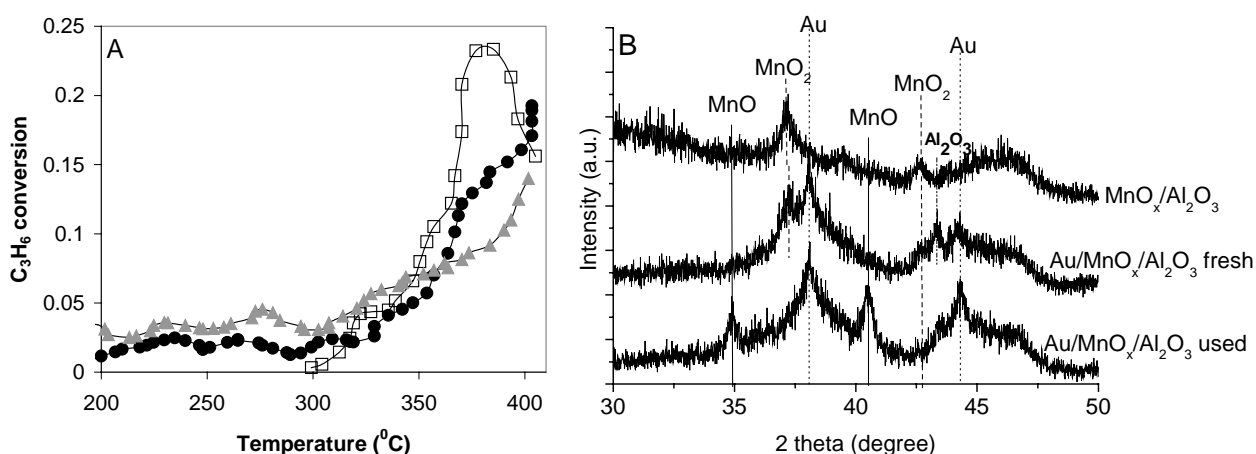 A
0.25
0.2
0.15
0.1
0.05
0
C₃H₆ conversion
200
250
300
350
400
Temperature (⁰C)
B
Au
Au
MnO₂
MnO₂
MnO
MnO
Al₂O₃
MnOₓ/Al₂O₃
Au/MnOₓ/Al₂O₃ fresh
Au/MnOₓ/Al₂O₃ used
Intensity (a.u.)
30
35
40
45
50
2 theta (degree)